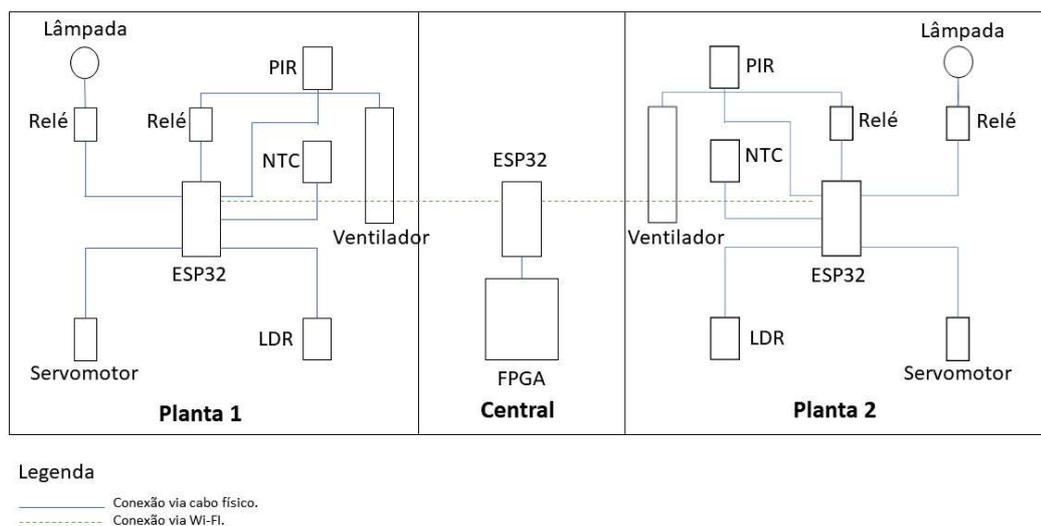 Lâmpada
PIR
Relé
Relé
NTC
Ventilador
ESP32
Servomotor
LDR
Planta 1
ESP32
FPGA
Central
PIR
Lâmpada
Relé
Relé
NTC
Ventilador
ESP32
LDR
Servomotor
Planta 2
Legenda
Conexão via cabo físico.
Conexão via Wi-FI.